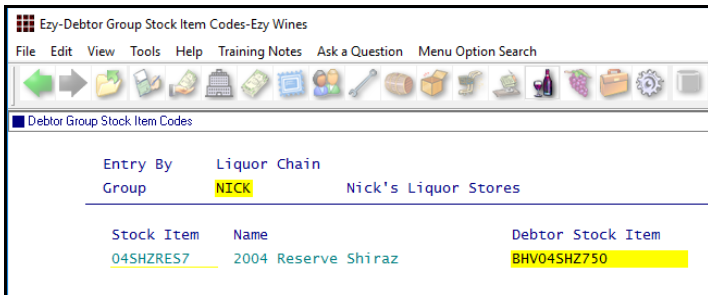 Ezy-Debtor Group Stock Item Codes-Ezy Wines
File Edit View Tools Help Training Notes Ask a Question Menu Option Search
Debtor Group Stock Item Codes
Entry By Liquor Chain
Group NICK Nick's Liquor Stores
Stock Item Name Debtor Stock Item
04SHZRES7 2004 Reserve Shiraz BHV04SHZ750